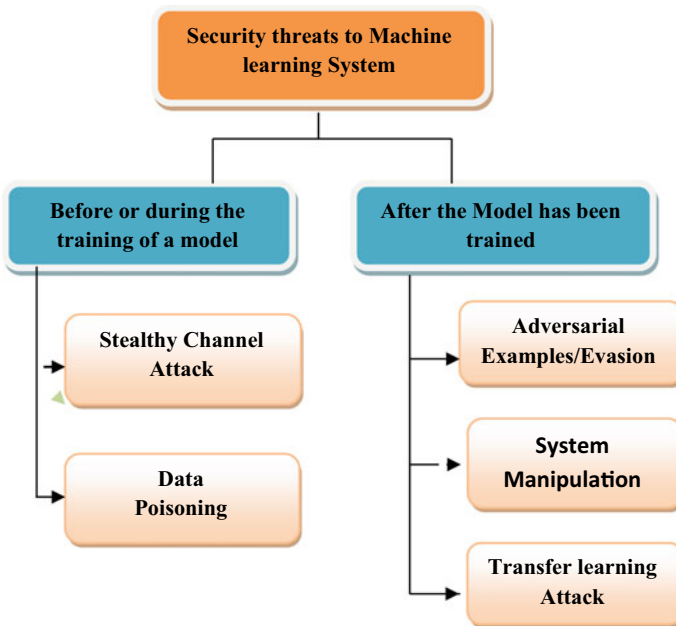 Security threats to Machine
learning System
Before or during the
training of a model
After the Model has been
trained
Stealthy Channel
Attack
Adversarial
Examples/Evasion
Data
Poisoning
System
Manipulation
Transfer learning
Attack